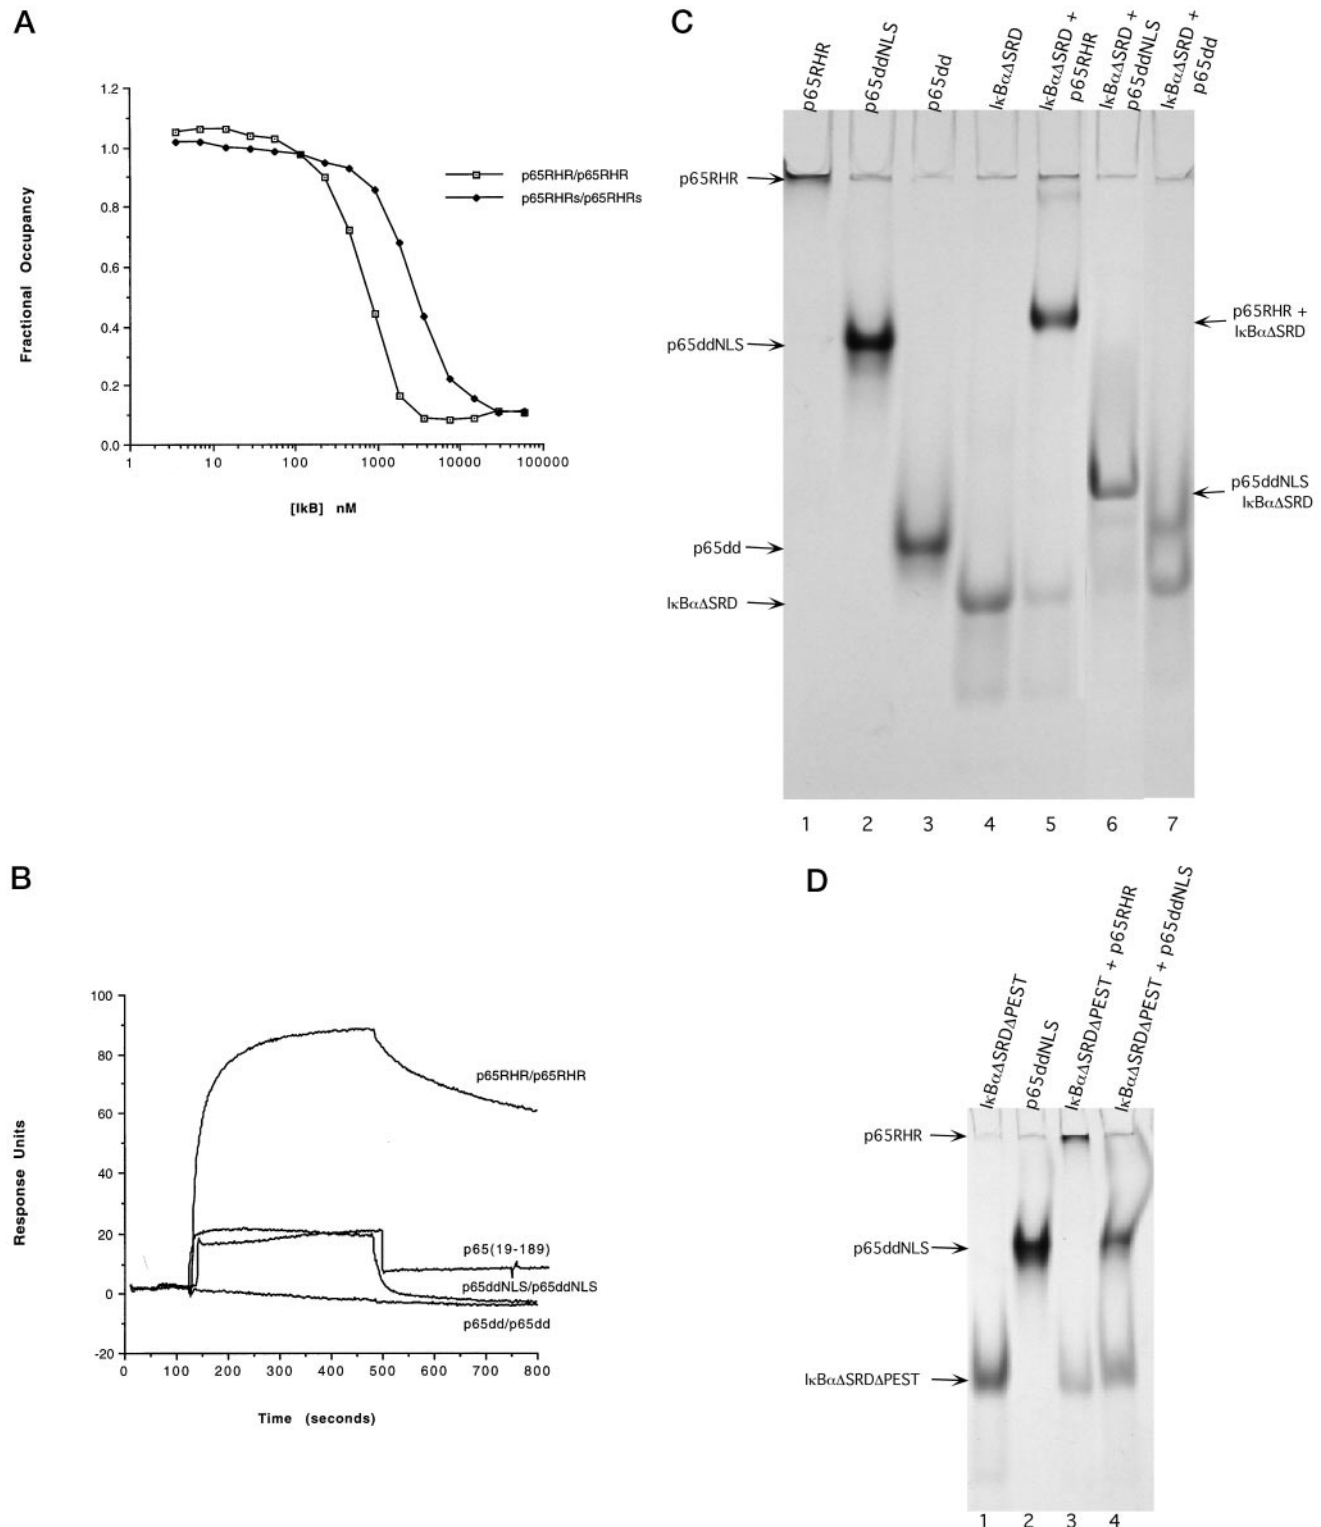 A
1.2
1.0
0.8
0.6
0.4
0.2
0.0
Fractional Occupancy
1 10 100 1000 10000 100000
[IkB] nM
p65RHR/p65RHR
p65RHRs/p65RHRs
C
p65RHR
p65ddNLS
p65dd
IκBαΔSRD
IκBαΔSRD +
p65RHR
IκBαΔSRD +
p65ddNLS
IκBαΔSRD +
p65dd
p65RHR
p65ddNLS
p65dd
IκBαΔSRD
p65RHR +
IκBαΔSRD
p65ddNLS
IκBαΔSRD
1 2 3 4 5 6 7
B
100
80
60
40
20
0
-20
Response Units
0 100 200 300 400 500 600 700 800
Time (seconds)
p65RHR/p65RHR
p65(19-189)
p65ddNLS/p65ddNLS
p65dd/p65dd
D
IκBαΔSRDΔPEST
p65ddNLS
IκBαΔSRDΔPEST + p65RHR
IκBαΔSRDΔPEST + p65ddNLS
p65RHR
p65ddNLS
IκBαΔSRDΔPEST
1 2 3 4